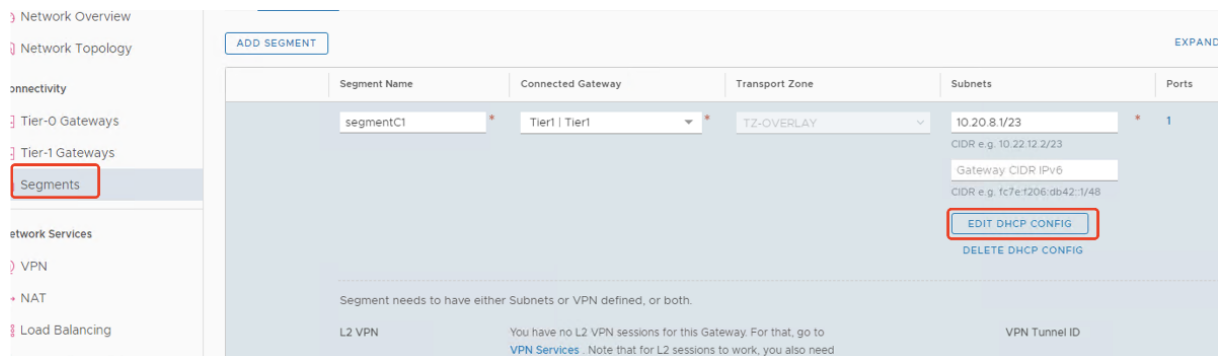 Network Overview
Network Topology
ADD SEGMENT
EXPAND
Segment Name Connected Gateway Transport Zone Subnets Ports
onnectivity
Tier-0 Gateways
Tier-1 Gateways
Segments
segmentC1 * Tier1 | Tier1 * TZ-OVERLAY 10.20.8.1/23 * 1
CIDR e.g. 10.22.12.2/23
Gateway CIDR IPv6
CIDR e.g. fc7e:f206:db42::1/48
EDIT DHCP CONFIG
DELETE DHCP CONFIG
etwork Services
VPN
NAT
Load Balancing
Segment needs to have either Subnets or VPN defined, or both.
L2 VPN You have no L2 VPN sessions for this Gateway. For that, go to VPN Tunnel ID
VPN Services . Note that for L2 sessions to work, you also need